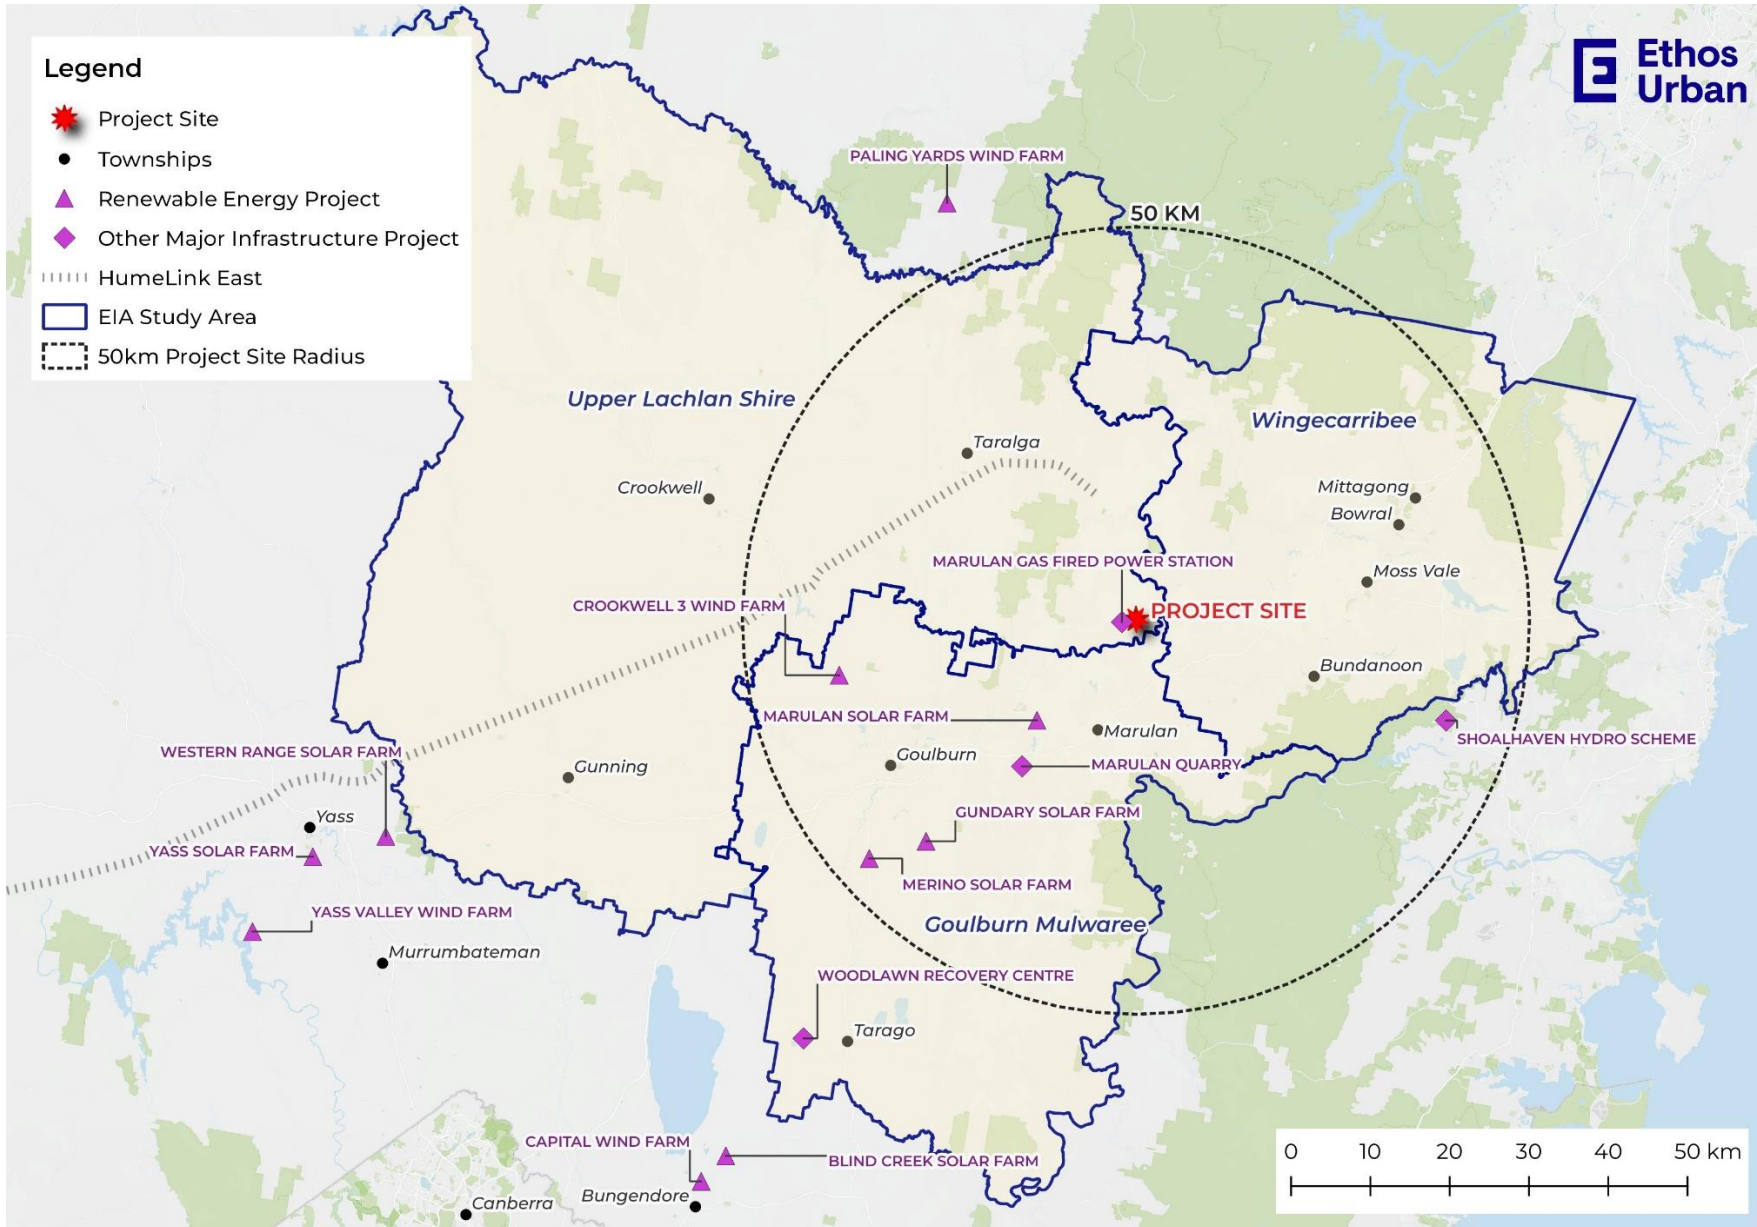 Legend
Project Site
Townships
Renewable Energy Project
Other Major Infrastructure Project
HumeLink East
EIA Study Area
50km Project Site Radius
Ethos
Urban
PALING YARDS WIND FARM
50 KM
Upper Lachlan Shire
Wingecarribee
Taralga
Crookwell
Mittagong
Bowral
MARULAN GAS FIRED POWER STATION
Moss Vale
CROOKWELL 3 WIND FARM
PROJECT SITE
Bundanoon
MARULAN SOLAR FARM
Marulan
SHOALHAVEN HYDRO SCHEME
WESTERN RANGE SOLAR FARM
Goulburn
Gunning
MARULAN QUARRY
Yass
GUNDARY SOLAR FARM
YASS SOLAR FARM
MERINO SOLAR FARM
YASS VALLEY WIND FARM
Goulburn Mulwaree
Murrumbateman
WOODLAWN RECOVERY CENTRE
Tarago
CAPITAL WIND FARM
BLIND CREEK SOLAR FARM
0 10 20 30 40 50 km
Bungendore
Canberra